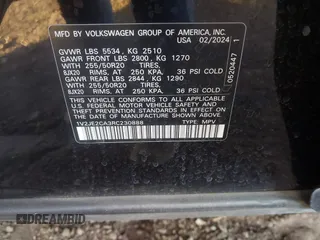 MFD BY VOLKSWAGEN GROUP OF AMERICA, INC.
USA 02/2024
GVWR LBS 5534, KG 2510
GAWR FRONT LBS 2800, KG 1270
WITH 255/50R20 TIRES,
8JX20 RIMS, AT 250 KPA, 36 PSI COLD
GAWR REAR LBS 2844, KG 1290
WITH 255/50R20 TIRES,
8JX20 RIMS, AT 250 KPA, 36 PSI COLD
THIS VEHICLE CONFORMS TO ALL APPLICABLE
U.S. FEDERAL MOTOR VEHICLE SAFETY
STANDARDS IN EFFECT ON THE DATE OF
MANUFACTURE SHOWN ABOVE.
1V2JE2CA3RC230888 TYPE: MPV
0520447
DREAMBID